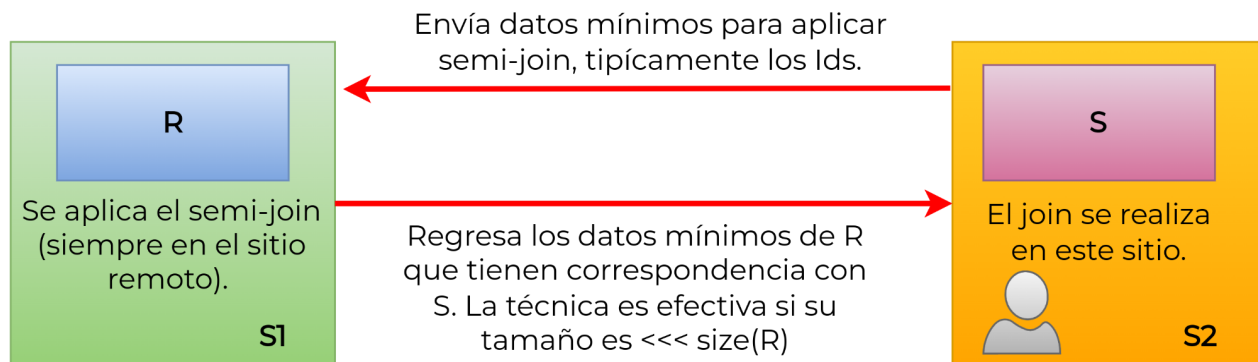 Envía datos mínimos para aplicar
semi-join, tipícamente los Ids.
R
S
Se aplica el semi-join
(siempre en el sitio
remoto).
El join se realiza
en este sitio.
Regresa los datos mínimos de R
que tienen correspondencia con
S. La técnica es efectiva si su
tamaño es <<< size(R)
S1
S2